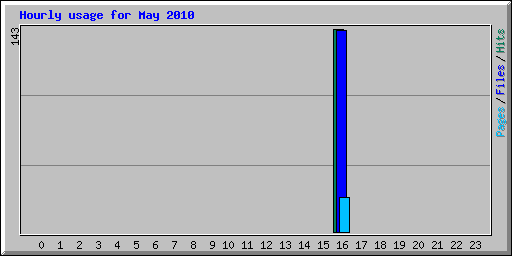 Hourly usage for May 2010
143
Pages/Files/Hits
0 1 2 3 4 5 6 7 8 9 10 11 12 13 14 15 16 17 18 19 20 21 22 23